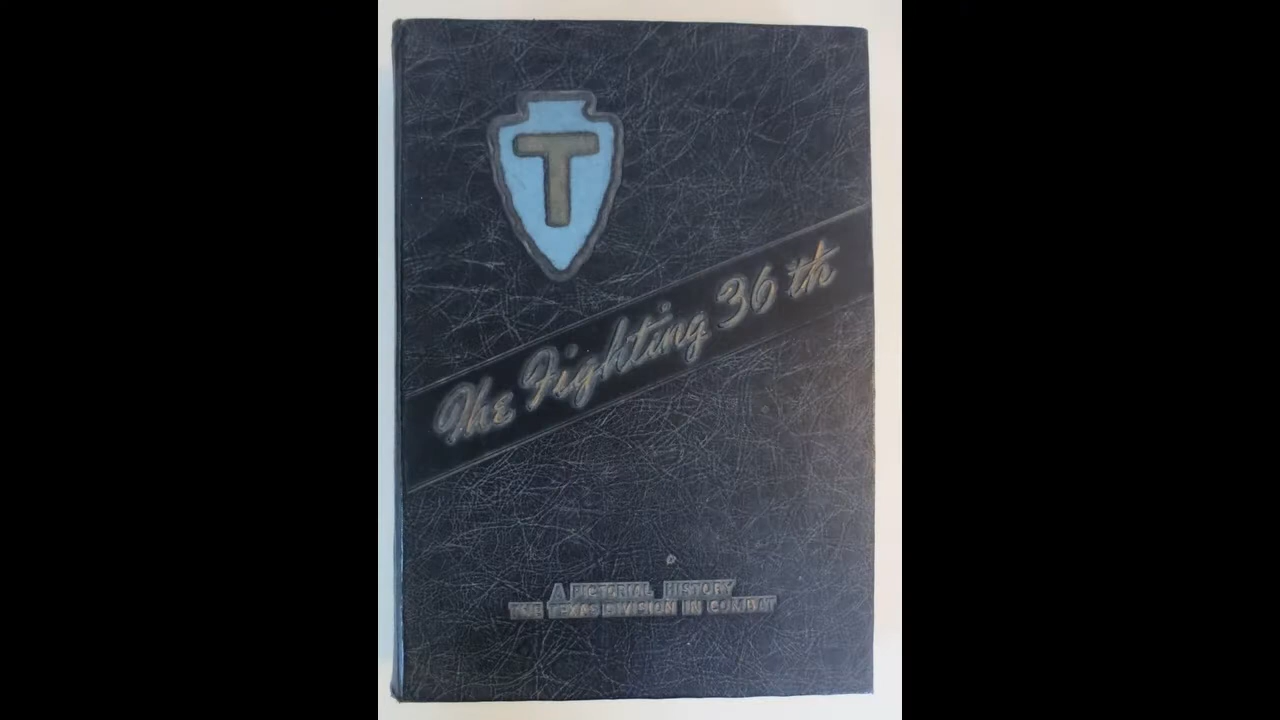 T
The Fighting 36th
A PICTORIAL HISTORY
THE TEXAS DIVISION IN COMBAT